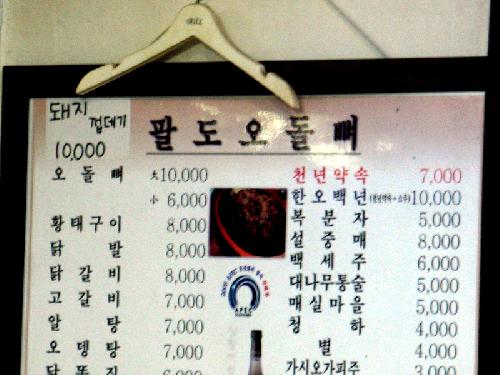 돼지
껍데기
10,000
팔도오돌뼈
오돌뼈 大10,000
小 6,000
황태구이 8,000
닭발 8,000
닭갈비 8,000
고갈비 7,000
알탕 7,000
오뎅탕 7,000
천년약속 7,000
한오백년 10,000
복분자 5,000
설중매 8,000
백세주 6,000
대나무통술 5,000
매실마을 5,000
청하 4,000
별 4,000
가시오가피주 3,000
APEC